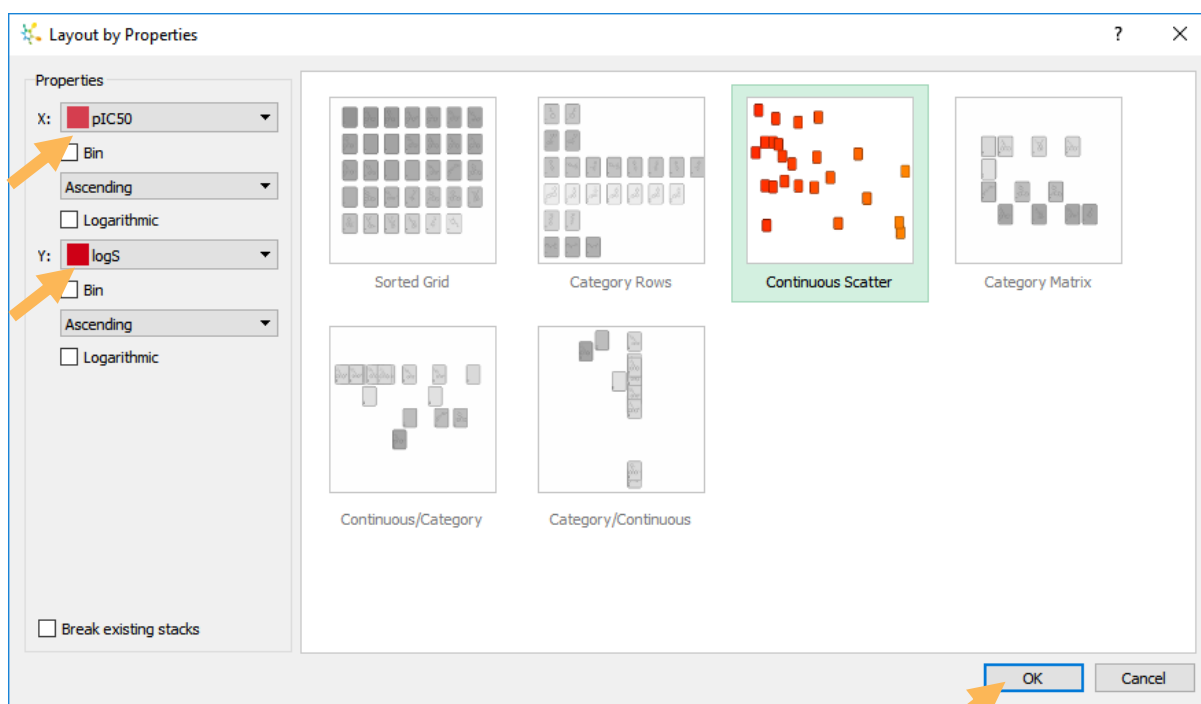 Layout by Properties
?
Properties
X: pIC50
Bin
Ascending
Logarithmic
Y: logS
Bin
Ascending
Logarithmic
Break existing stacks
Sorted Grid
Category Rows
Continuous Scatter
Category Matrix
Continuous/Category
Category/Continuous
OK
Cancel